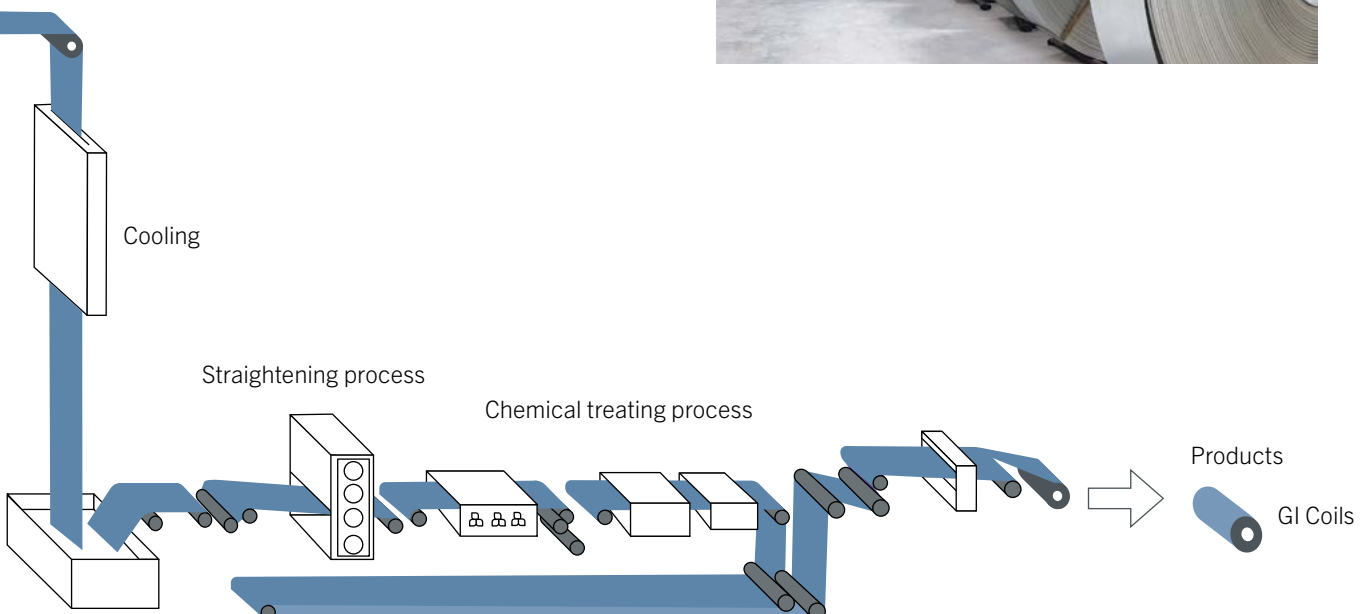 Cooling
Straightening process
Chemical treating process
Products
GI Coils